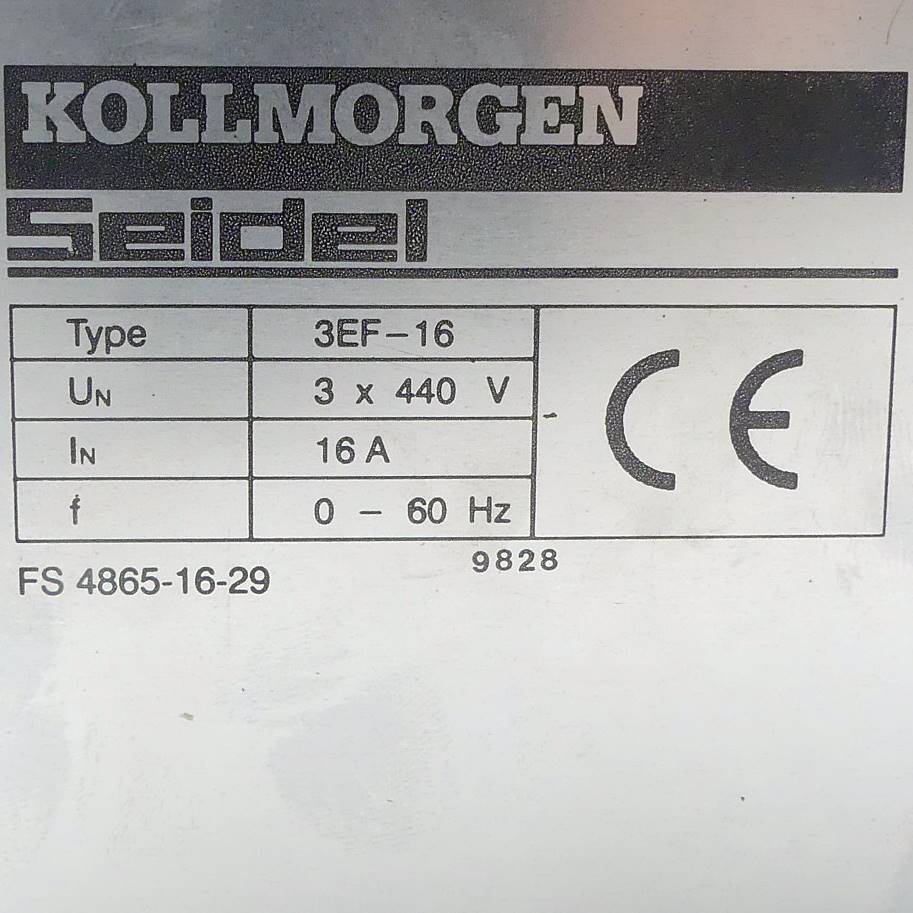 KOLLMORGEN
Seidel
Type 3EF-16
UN 3 x 440 V
IN 16 A
f 0 - 60 Hz
CE
9828
FS 4865-16-29